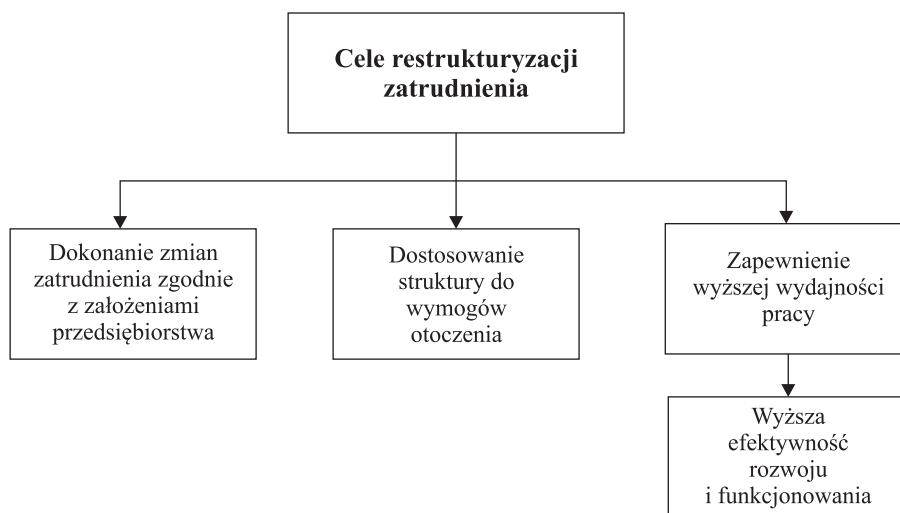 Cele restrukturyzacji
zatrudnienia
Dokonanie zmian
zatrudnienia zgodnie
z założeniami
przedsiębiorstwa
Dostosowanie
struktury do
wymogów
otoczenia
Zapewnienie
wyższej wydajności
pracy
Wyższa
efektywność
rozwoju
i funkcjonowania